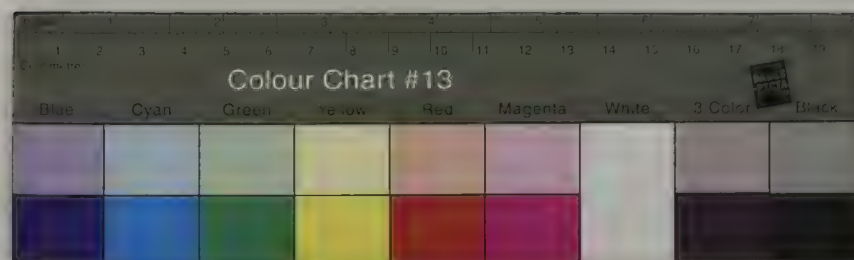 1 2 3 4 5 6 7
1 2 3 4 5 6 7 8 9 10 11 12 13 14 15 16 17 18 19
Colour Chart #13
Blue Cyan Green Yellow Red Magenta White 3 Color Black